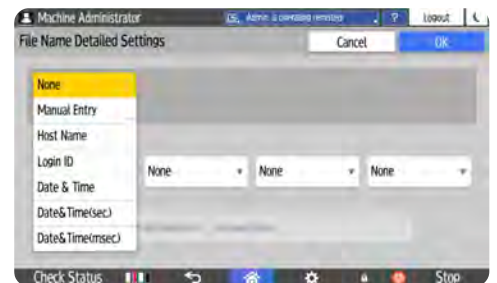 Machine Administrator
Admin. is operating remotely
?
Logout
File Name Detailed Settings
Cancel
OK
None
Manual Entry
Host Name
Login ID
Date & Time
Date&Time(sec.)
Date&Time(msec.)
None
None
None
Check Status
Stop